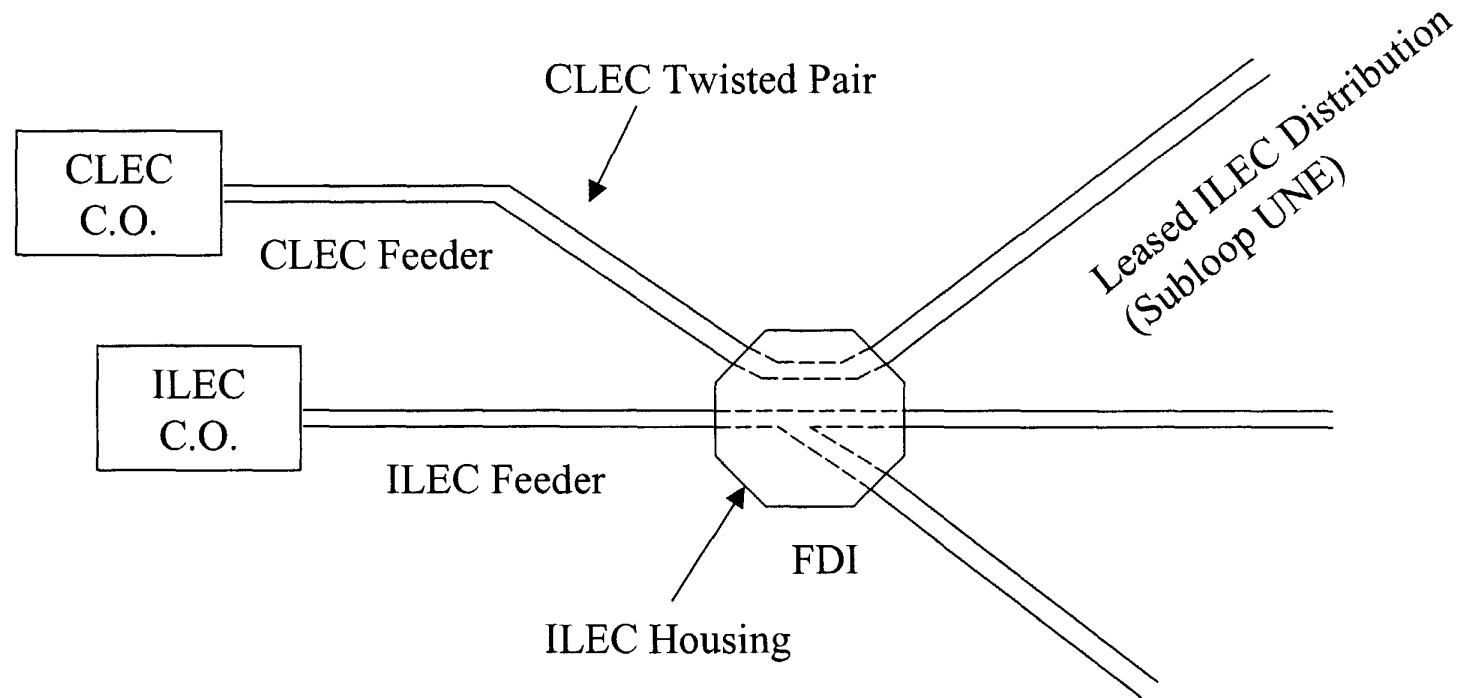 CLEC Twisted Pair
CLEC
C.O.
CLEC Feeder
Leased ILEC Distribution
(Subloop UNE)
ILEC
C.O.
ILEC Feeder
FDI
ILEC Housing